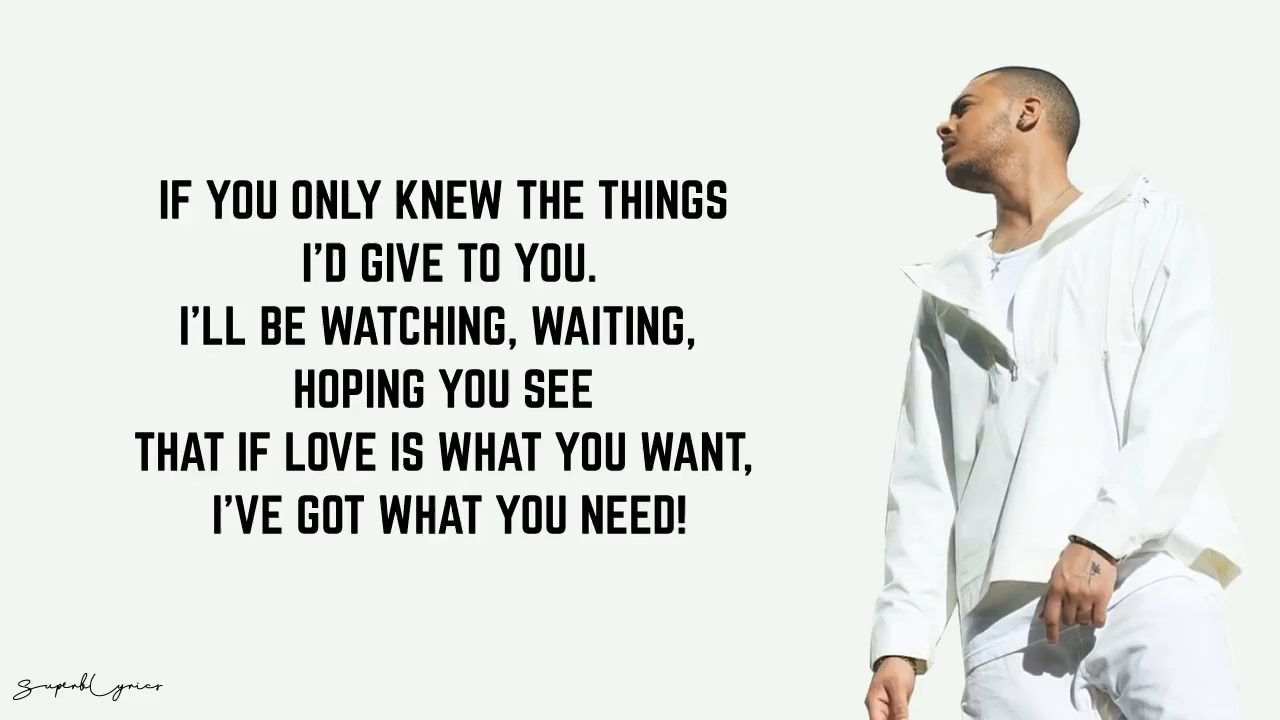 IF YOU ONLY KNEW THE THINGS
I'D GIVE TO YOU.
I'LL BE WATCHING, WAITING,
HOPING YOU SEE
THAT IF LOVE IS WHAT YOU WANT,
I'VE GOT WHAT YOU NEED!
SuperbLyrics